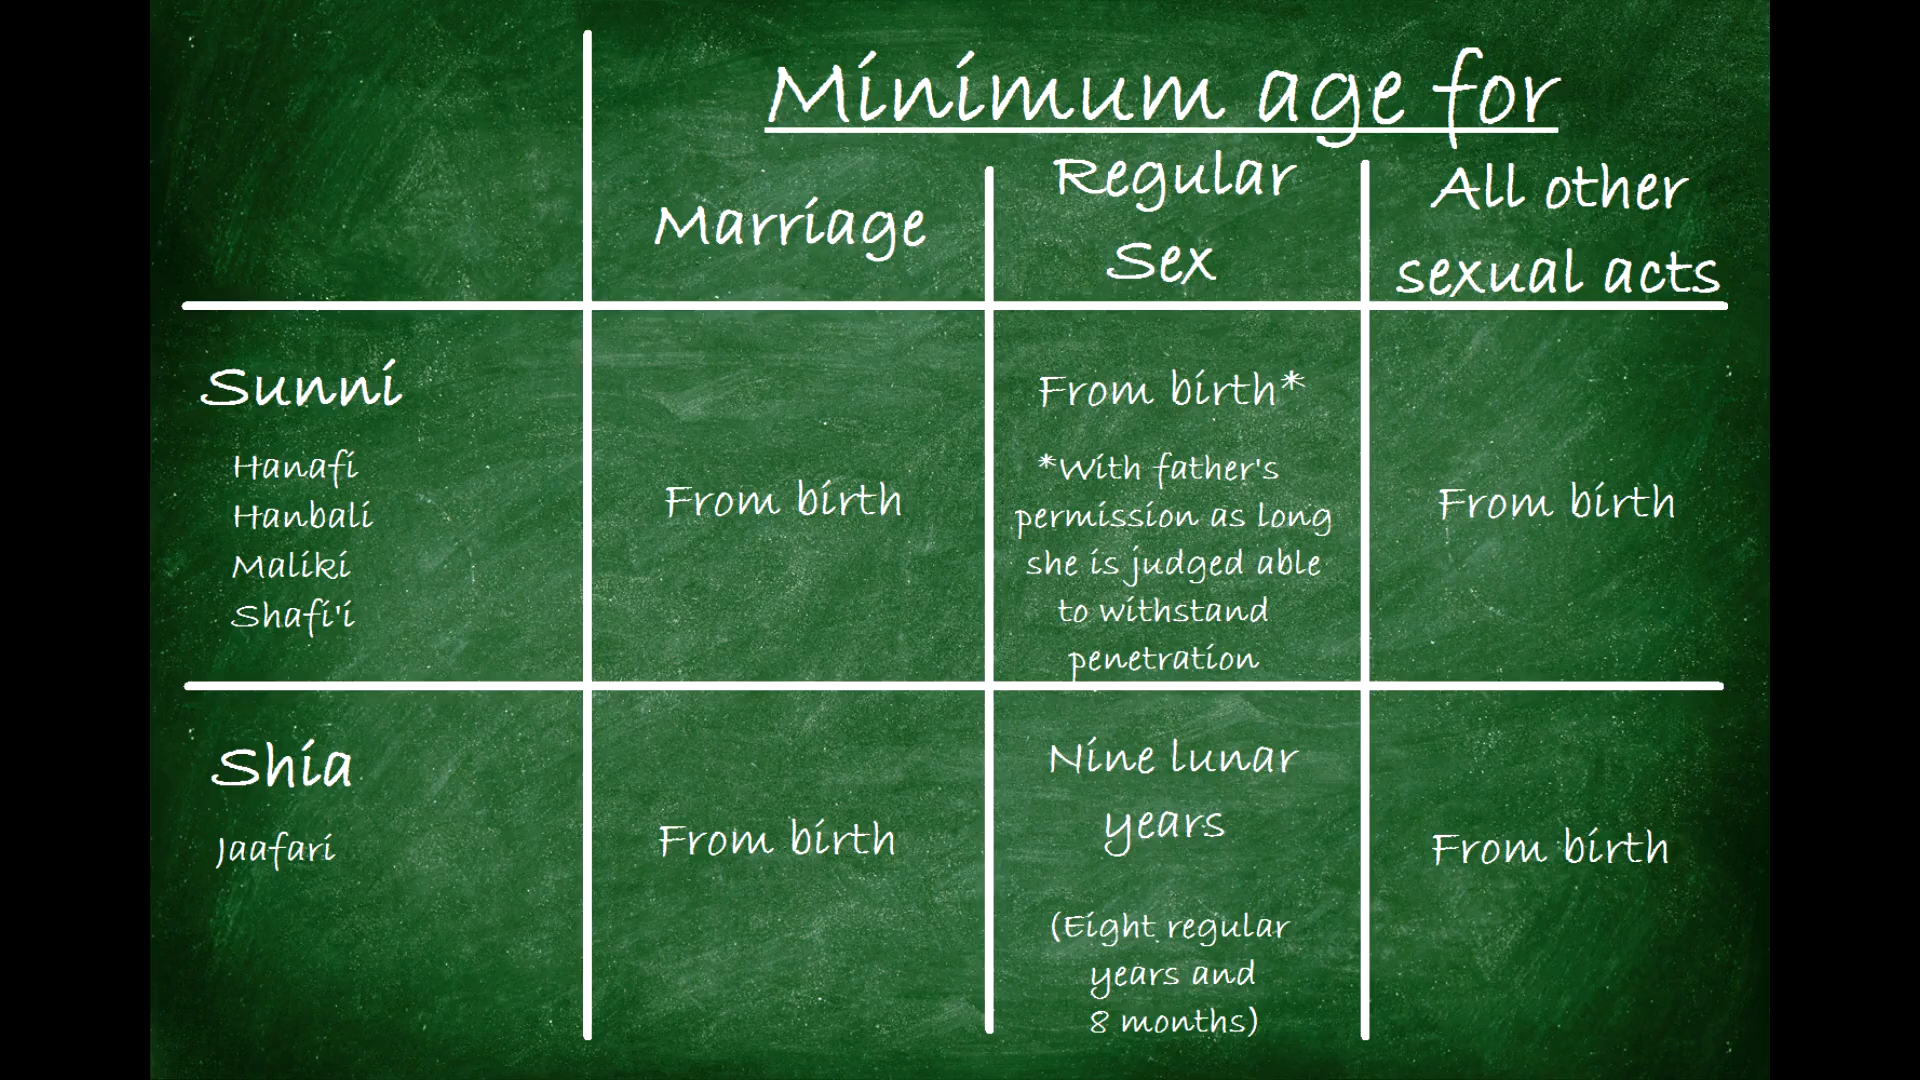 Minimum age for
Marriage
Regular
Sex
All other
sexual acts
Sunni
Hanafi
Hanbali
Maliki
Shafi'i
From birth
From birth*
*With father's
permission as long
she is judged able
to withstand
penetration
From birth
Shia
Jaafari
From birth
Nine lunar
years
(Eight regular
years and
8 months)
From birth